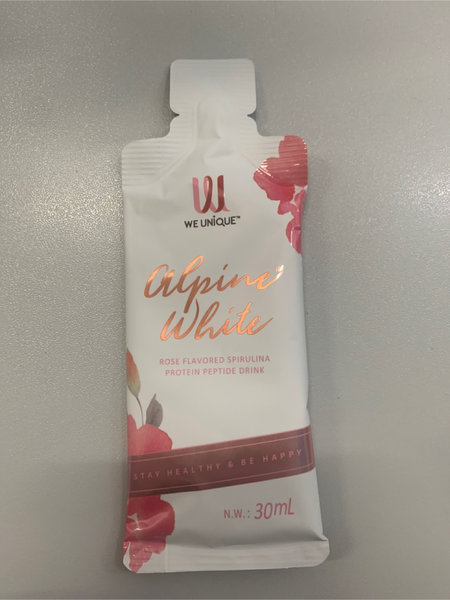 WE UNiQUE™
Alpine
White
ROSE FLAVORED SPIRULINA
PROTEIN PEPTIDE DRINK
STAY HEALTHY & BE HAPPY
N.W.: 30mL